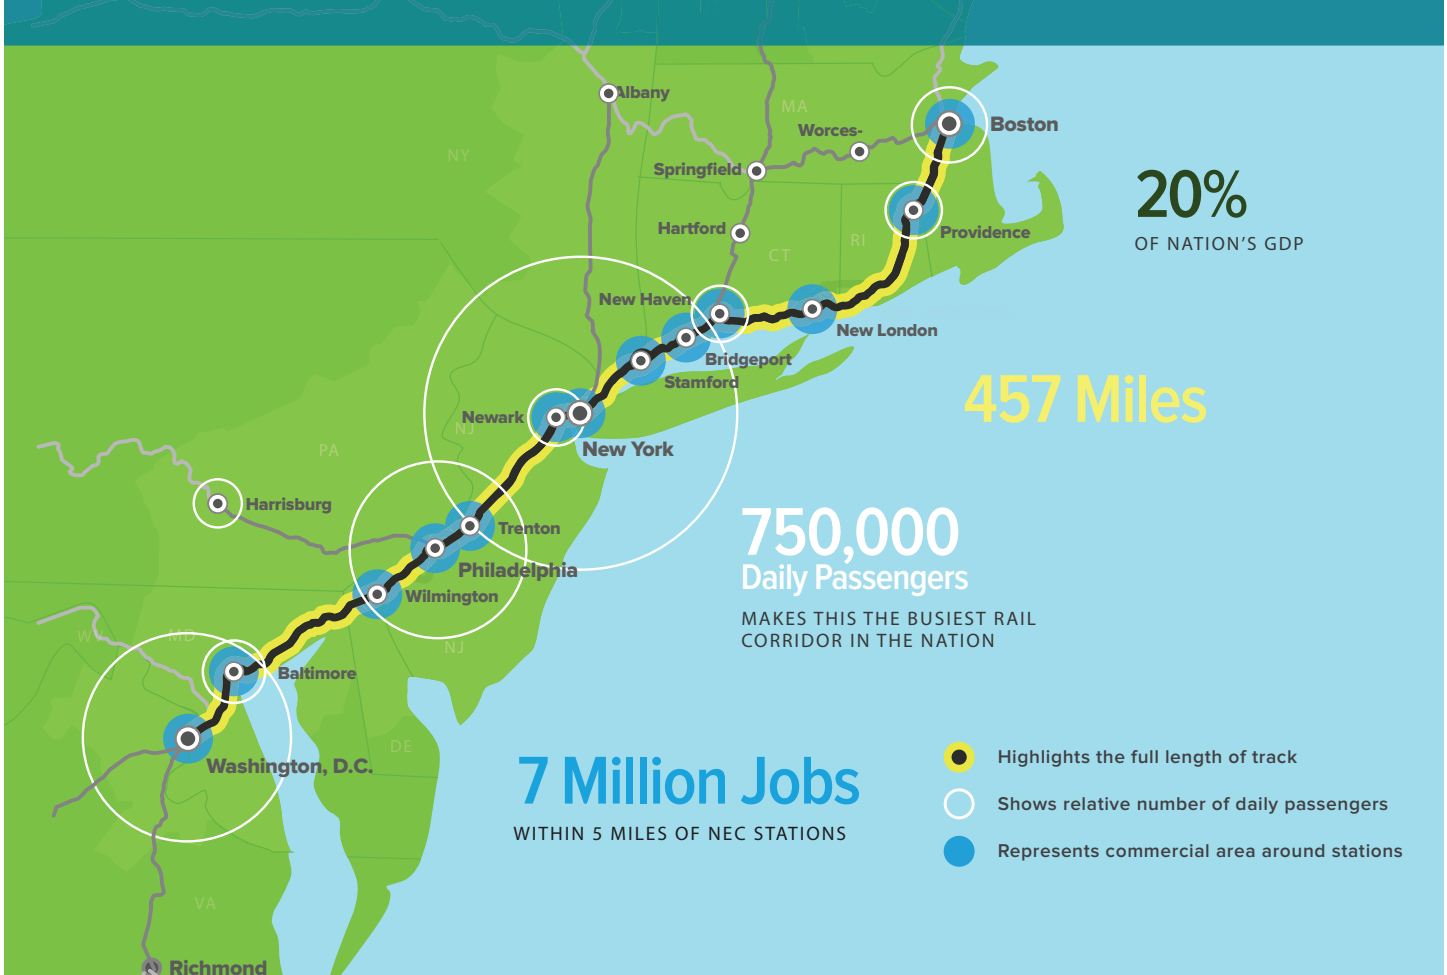 Albany
MA
Boston
Worces-
NY
Springfield
20%
OF NATION'S GDP
Hartford
Providence
RI
CT
New Haven
New London
Bridgeport
Stamford
457 Miles
Newark
NJ
New York
PA
Harrisburg
750,000
Daily Passengers
MAKES THIS THE BUSIEST RAIL
CORRIDOR IN THE NATION
Trenton
Philadelphia
Wilmington
WV
MD
NJ
Baltimore
DE
Washington, D.C.
7 Million Jobs
WITHIN 5 MILES OF NEC STATIONS
Highlights the full length of track
Shows relative number of daily passengers
Represents commercial area around stations
VA
Richmond